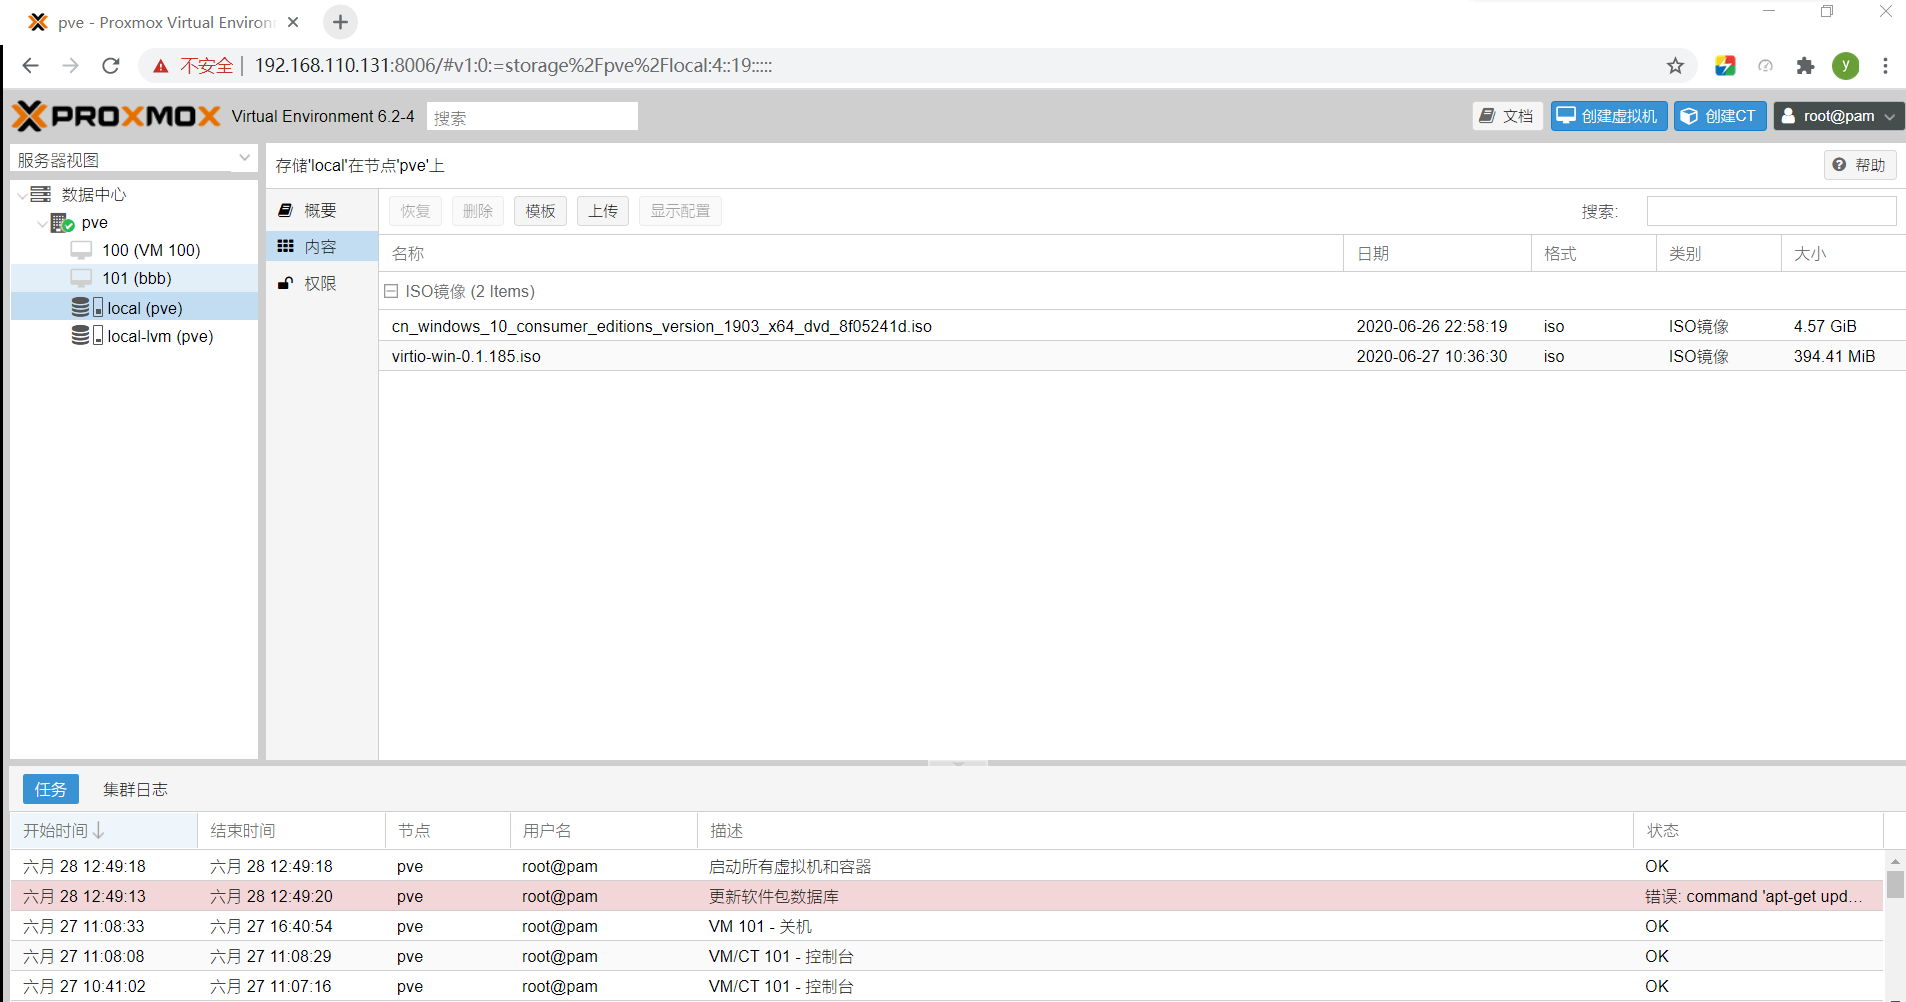 pve - Proxmox Virtual Environ
不安全 192.168.110.131:8006/#v1:0:=storage%2Fpve%2Flocal:4::19:::::
y
PROXMOX Virtual Environment 6.2-4 搜索 文档 创建虚拟机 创建CT root@pam
服务器视图
存储'local'在节点'pve'上 帮助
数据中心
pve
100 (VM 100)
101 (bbb)
local (pve)
local-lvm (pve)
概要
内容
权限
恢复 删除 模板 上传 显示配置 搜索:
名称 日期 格式 类别 大小
ISO镜像 (2 Items)
cn_windows_10_consumer_editions_version_1903_x64_dvd_8f05241d.iso 2020-06-26 22:58:19 iso ISO镜像 4.57 GiB
virtio-win-0.1.185.iso 2020-06-27 10:36:30 iso ISO镜像 394.41 MiB
任务 集群日志
开始时间 结束时间 节点 用户名 描述 状态
六月 28 12:49:18 六月 28 12:49:18 pve root@pam 启动所有虚拟机和容器 OK
六月 28 12:49:13 六月 28 12:49:20 pve root@pam 更新软件包数据库 错误: command 'apt-get upd...
六月 27 11:08:33 六月 27 16:40:54 pve root@pam VM 101 - 关机 OK
六月 27 11:08:08 六月 27 11:08:29 pve root@pam VM/CT 101 - 控制台 OK
六月 27 10:41:02 六月 27 11:07:16 pve root@pam VM/CT 101 - 控制台 OK